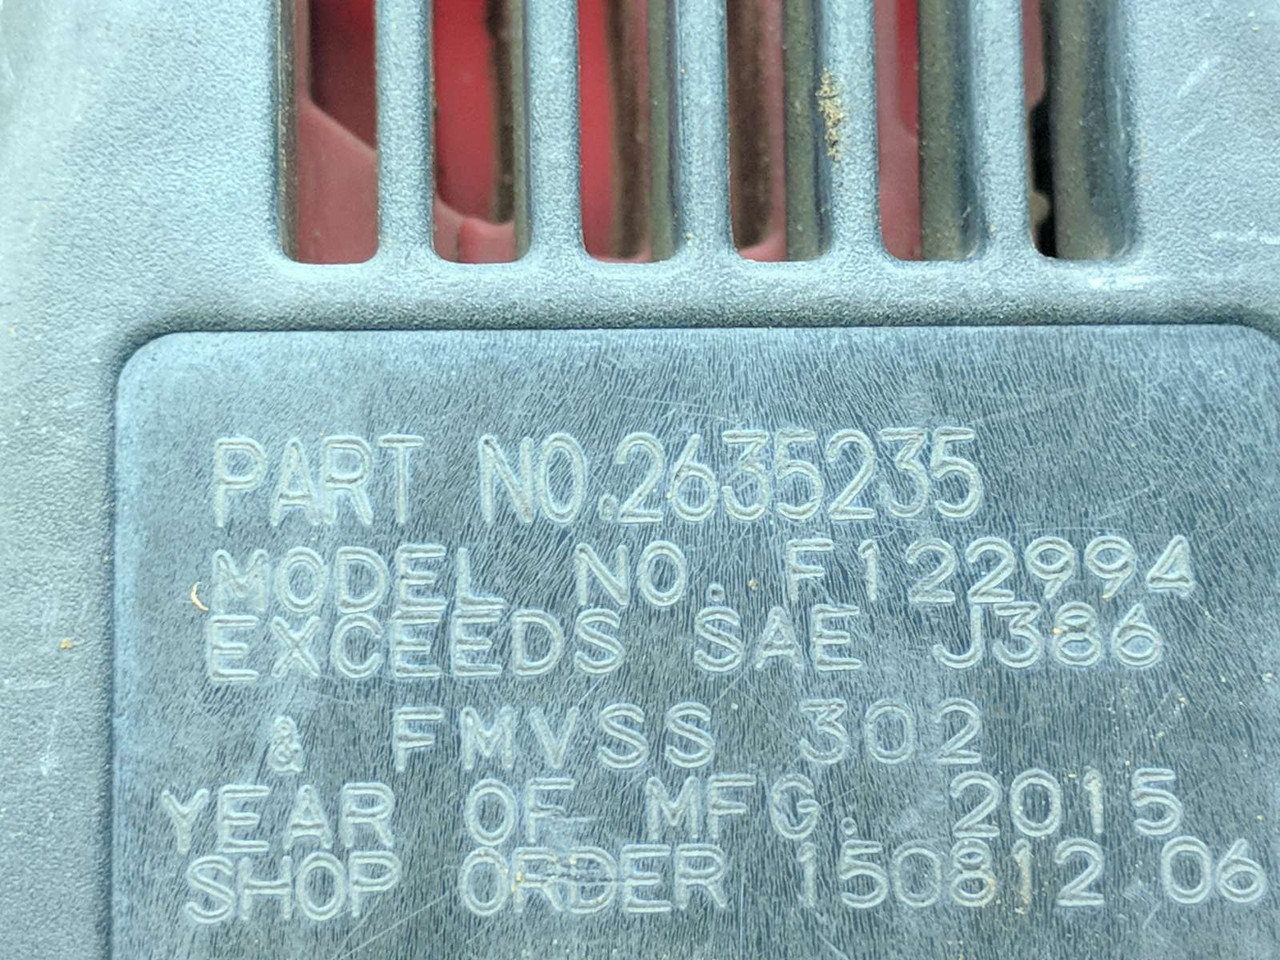 PART NO.2635235
MODEL NO. F122994
EXCEEDS SAE J386
& FMVSS 302
YEAR OF MFG. 2015
SHOP ORDER 150812 06